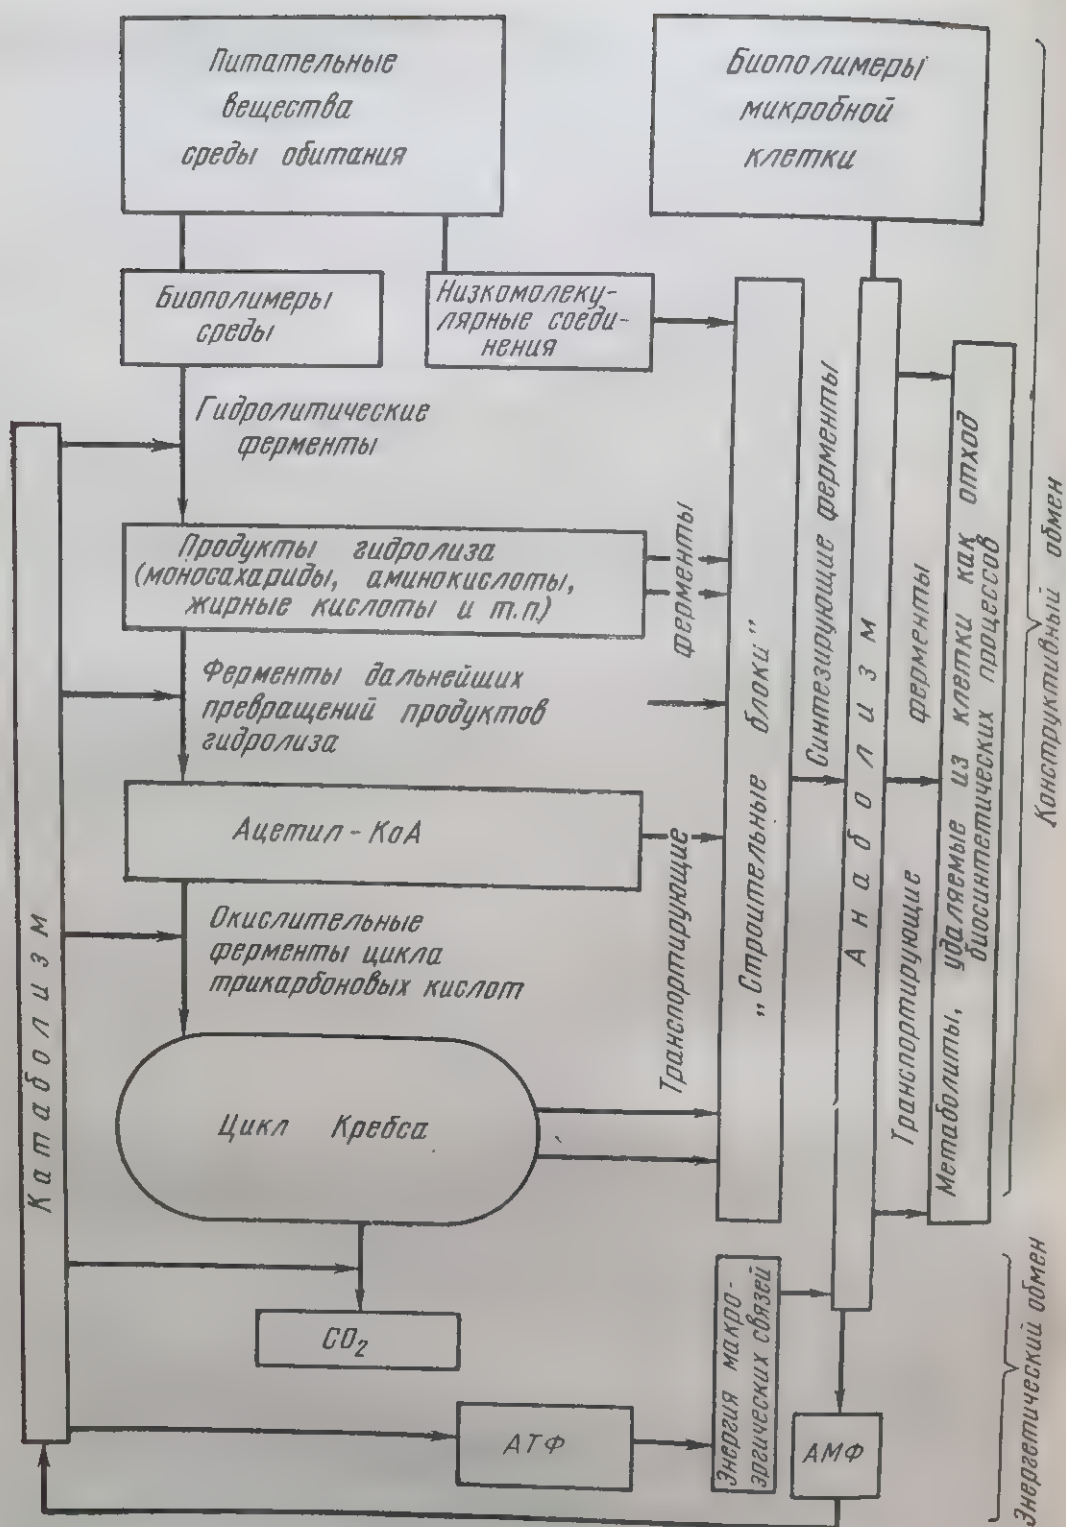 Питательные
вещества
среды обитания
Биополимеры
микробной
клетки
Биополимеры
среды
Низкомолеку-
лярные соеди-
нения
Гидролитические
ферменты
Продукты гидролиза
(моносахариды, аминокислоты,
жирные кислоты и т.п.)
Ферменты дальнейших
превращений продуктов
гидролиза
Ацетил-КоА
Окислительные
ферменты цикла
трикарбоновых кислот
Цикл Кребса
CO₂
АТФ
АМФ
Катаболизм
Транспортирующие ферменты
„Строительные блоки”
Синтезирующие ферменты
Анаболизм
Транспортирующие ферменты
Метаболиты, удаляемые из клетки как отход
биосинтетических процессов
Энергия макро-
эргических связей
Конструктивный обмен
Энергетический обмен